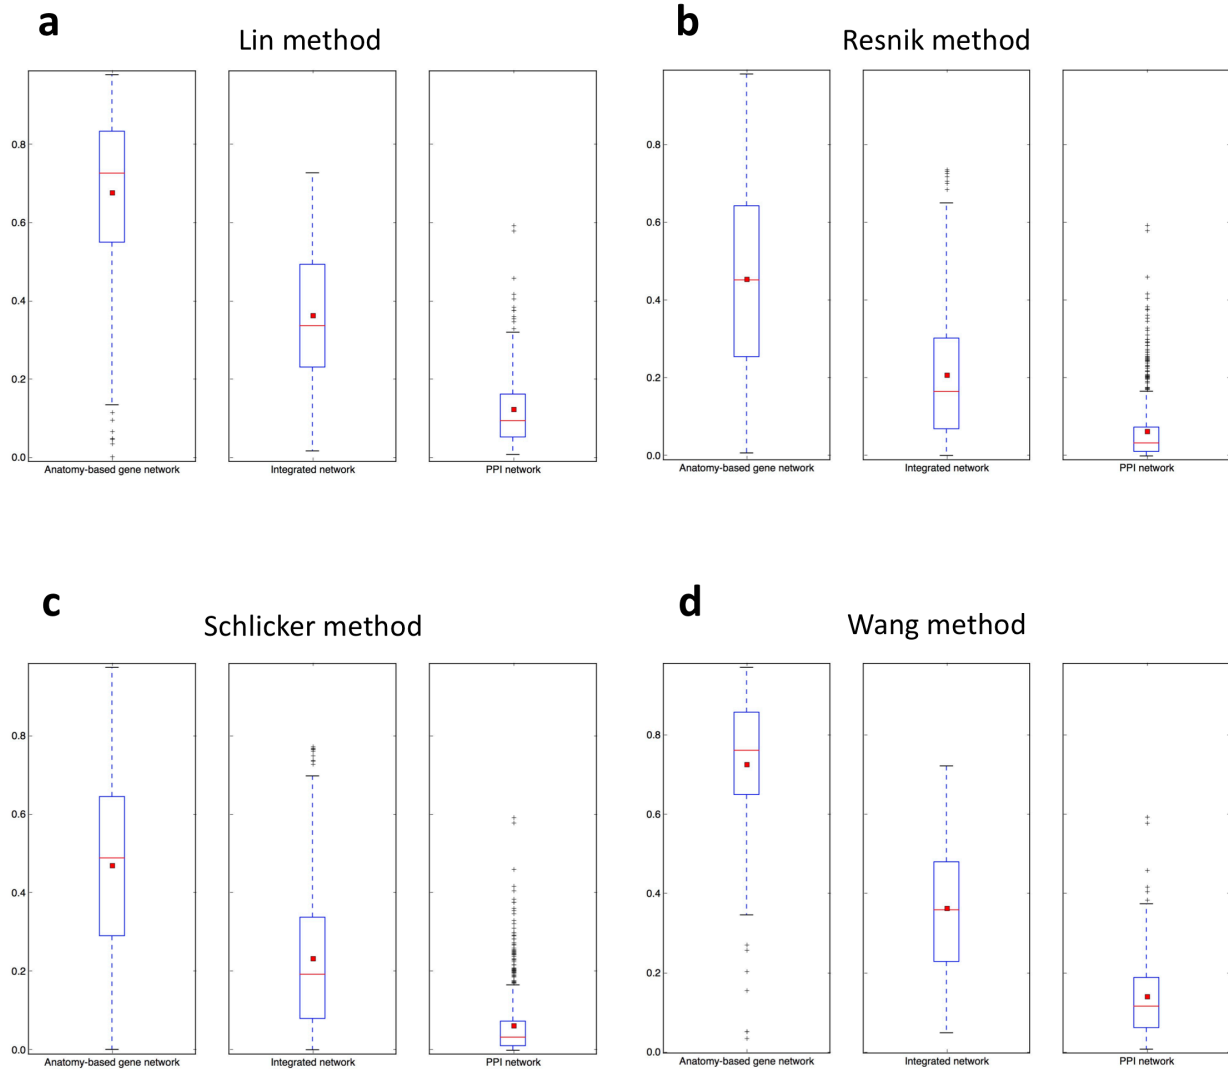 a
Lin method
0.8
0.6
0.4
0.2
0.0
Anatomy-based gene network
Integrated network
PPI network
b
Resnik method
0.8
0.6
0.4
0.2
0.0
Anatomy-based gene network
Integrated network
PPI network
c
Schlicker method
0.8
0.6
0.4
0.2
0.0
Anatomy-based gene network
Integrated network
PPI network
d
Wang method
0.8
0.6
0.4
0.2
0.0
Anatomy-based gene network
Integrated network
PPI network